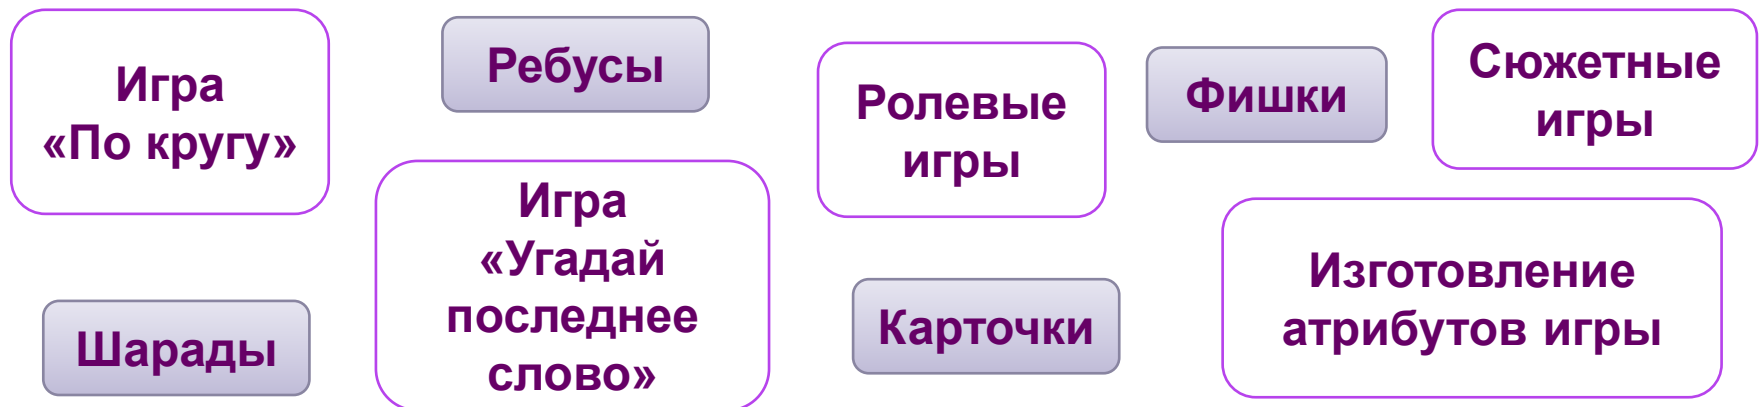 Игра
«По кругу»
Ребусы
Ролевые
игры
Фишки
Сюжетные
игры
Шарады
Игра
«Угадай
последнее
слово»
Карточки
Изготовление
атрибутов игры